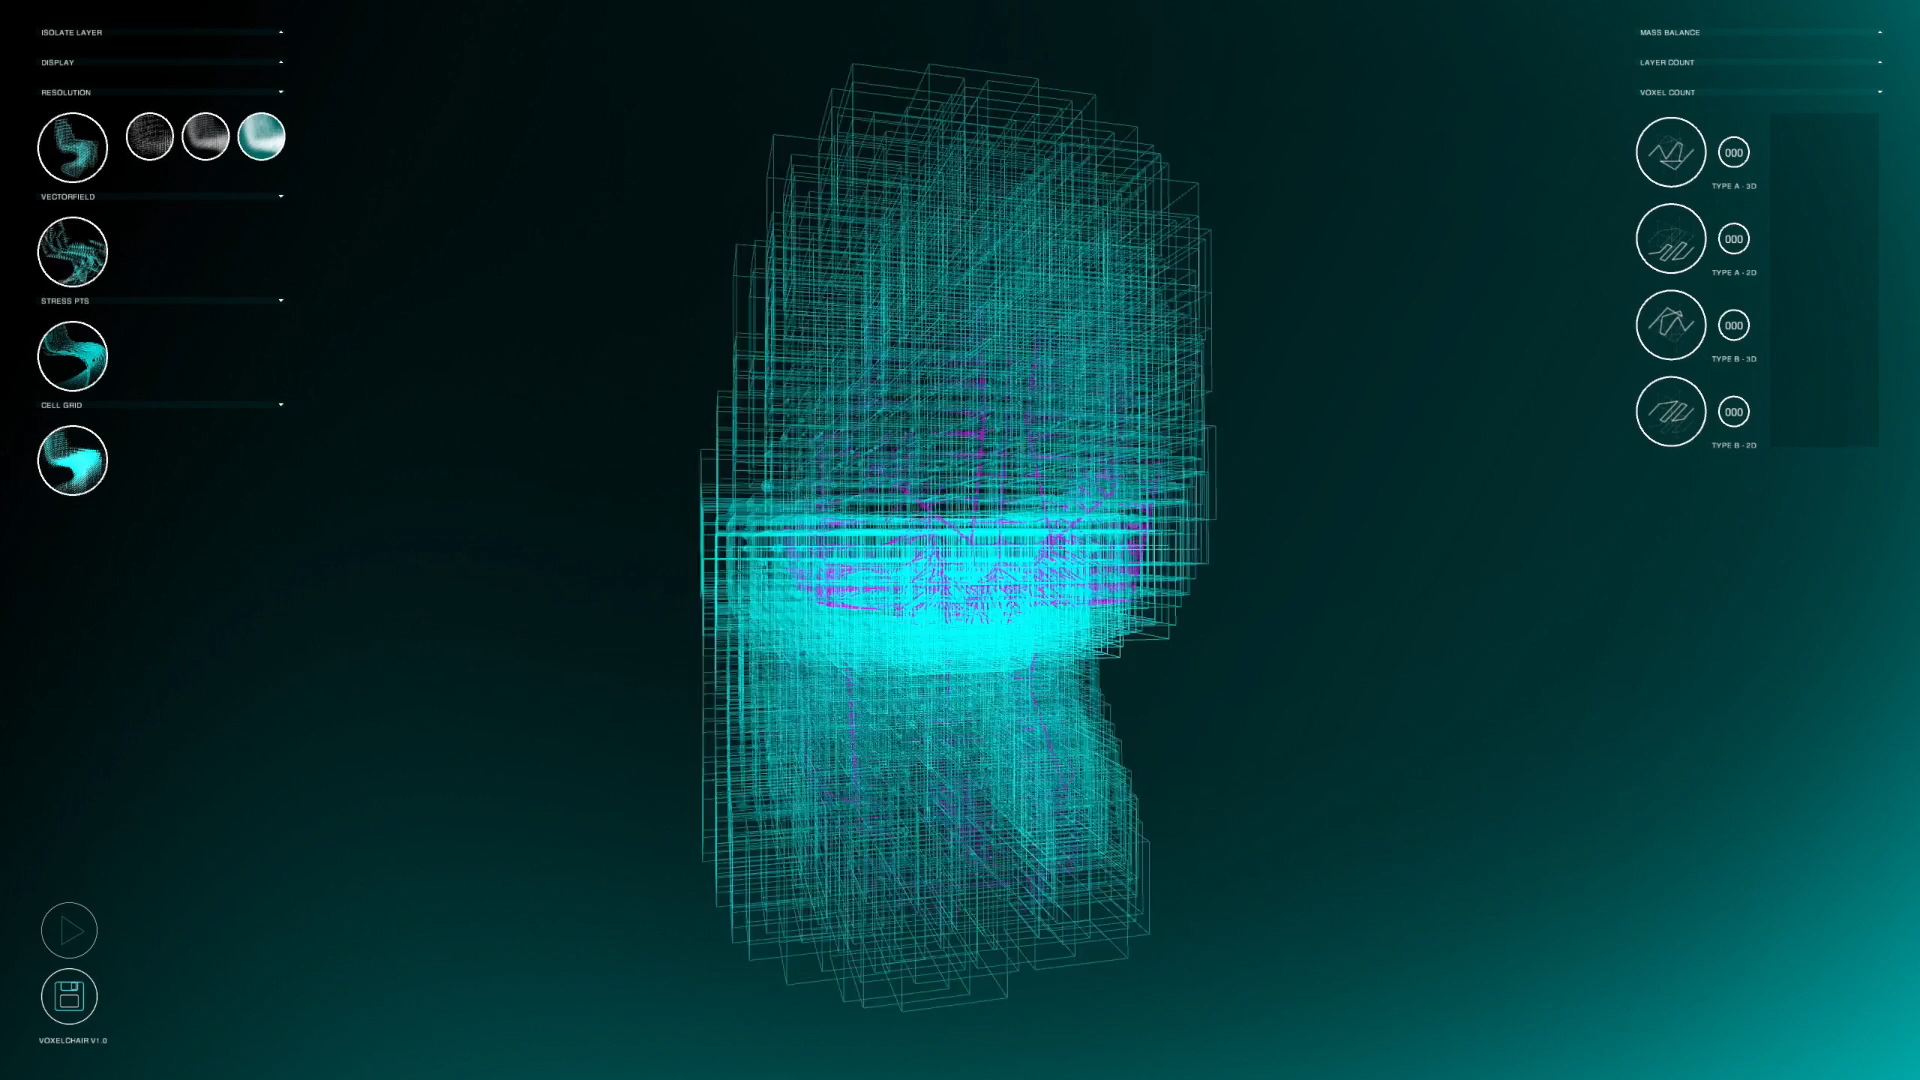 ISOLATE LAYER
DISPLAY
RESOLUTION
VECTORFIELD
STRESS PTS
CELL GRID
VOXELCHAIR V1.0
MASS BALANCE
LAYER COUNT
VOXEL COUNT
000
TYPE A - 3D
000
TYPE A - 2D
000
TYPE B - 3D
000
TYPE B - 2D